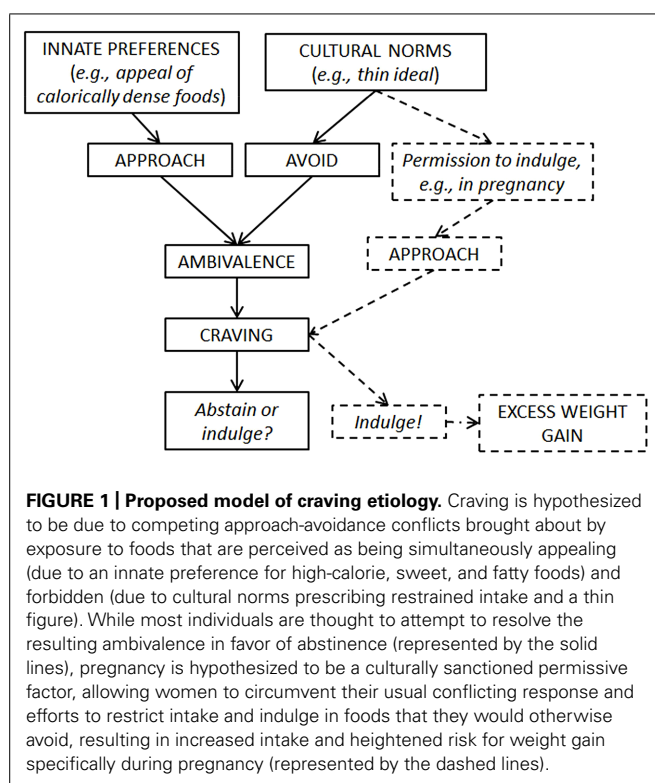 INNATE PREFERENCES
(e.g., appeal of
calorically dense foods)
CULTURAL NORMS
(e.g., thin ideal)
APPROACH
AVOID
Permission to indulge,
e.g., in pregnancy
AMBIVALENCE
APPROACH
CRAVING
Abstain or
indulge?
Indulge!
EXCESS WEIGHT
GAIN
FIGURE 1 | Proposed model of craving etiology. Craving is hypothesized
to be due to competing approach-avoidance conflicts brought about by
exposure to foods that are perceived as being simultaneously appealing
(due to an innate preference for high-calorie, sweet, and fatty foods) and
forbidden (due to cultural norms prescribing restrained intake and a thin
figure). While most individuals are thought to attempt to resolve the
resulting ambivalence in favor of abstinence (represented by the solid
lines), pregnancy is hypothesized to be a culturally sanctioned permissive
factor, allowing women to circumvent their usual conflicting response and
efforts to restrict intake and indulge in foods that they would otherwise
avoid, resulting in increased intake and heightened risk for weight gain
specifically during pregnancy (represented by the dashed lines).